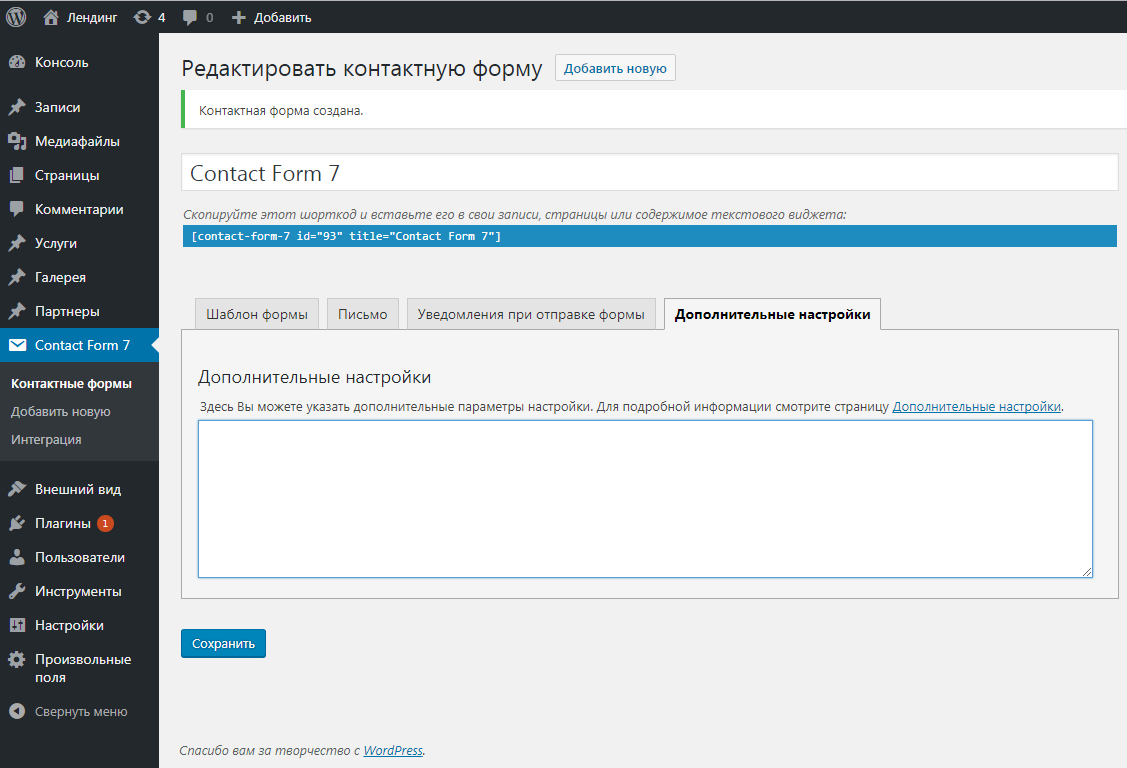 Лендинг 4 0 Добавить
Консоль
Записи
Медиафайлы
Страницы
Комментарии
Услуги
Галерея
Партнеры
Contact Form 7
Контактные формы
Добавить новую
Интеграция
Внешний вид
Плагины 1
Пользователи
Инструменты
Настройки
Произвольные
поля
Свернуть меню
Редактировать контактную форму Добавить новую
Контактная форма создана.
Contact Form 7
Скопируйте этот шорткод и вставьте его в свои записи, страницы или содержимое текстового виджета:
[contact-form-7 id="93" title="Contact Form 7"]
Шаблон формы Письмо Уведомления при отправке формы Дополнительные настройки
Дополнительные настройки
Здесь Вы можете указать дополнительные параметры настройки. Для подробной информации смотрите страницу Дополнительные настройки.
Сохранить
Спасибо вам за творчество с WordPress.